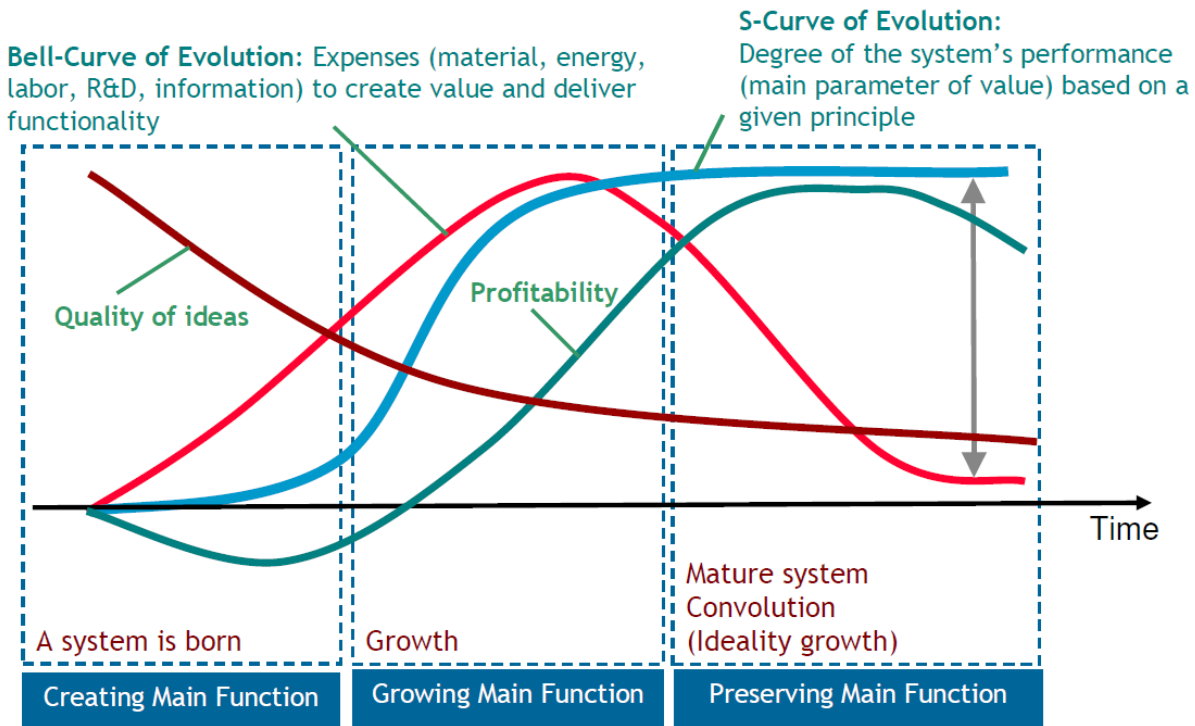 Bell-Curve of Evolution: Expenses (material, energy,
labor, R&D, information) to create value and deliver
functionality
S-Curve of Evolution:
Degree of the system's performance
(main parameter of value) based on a
given principle
Quality of ideas
Profitability
Time
A system is born
Growth
Mature system
Convolution
(Ideality growth)
Creating Main Function
Growing Main Function
Preserving Main Function